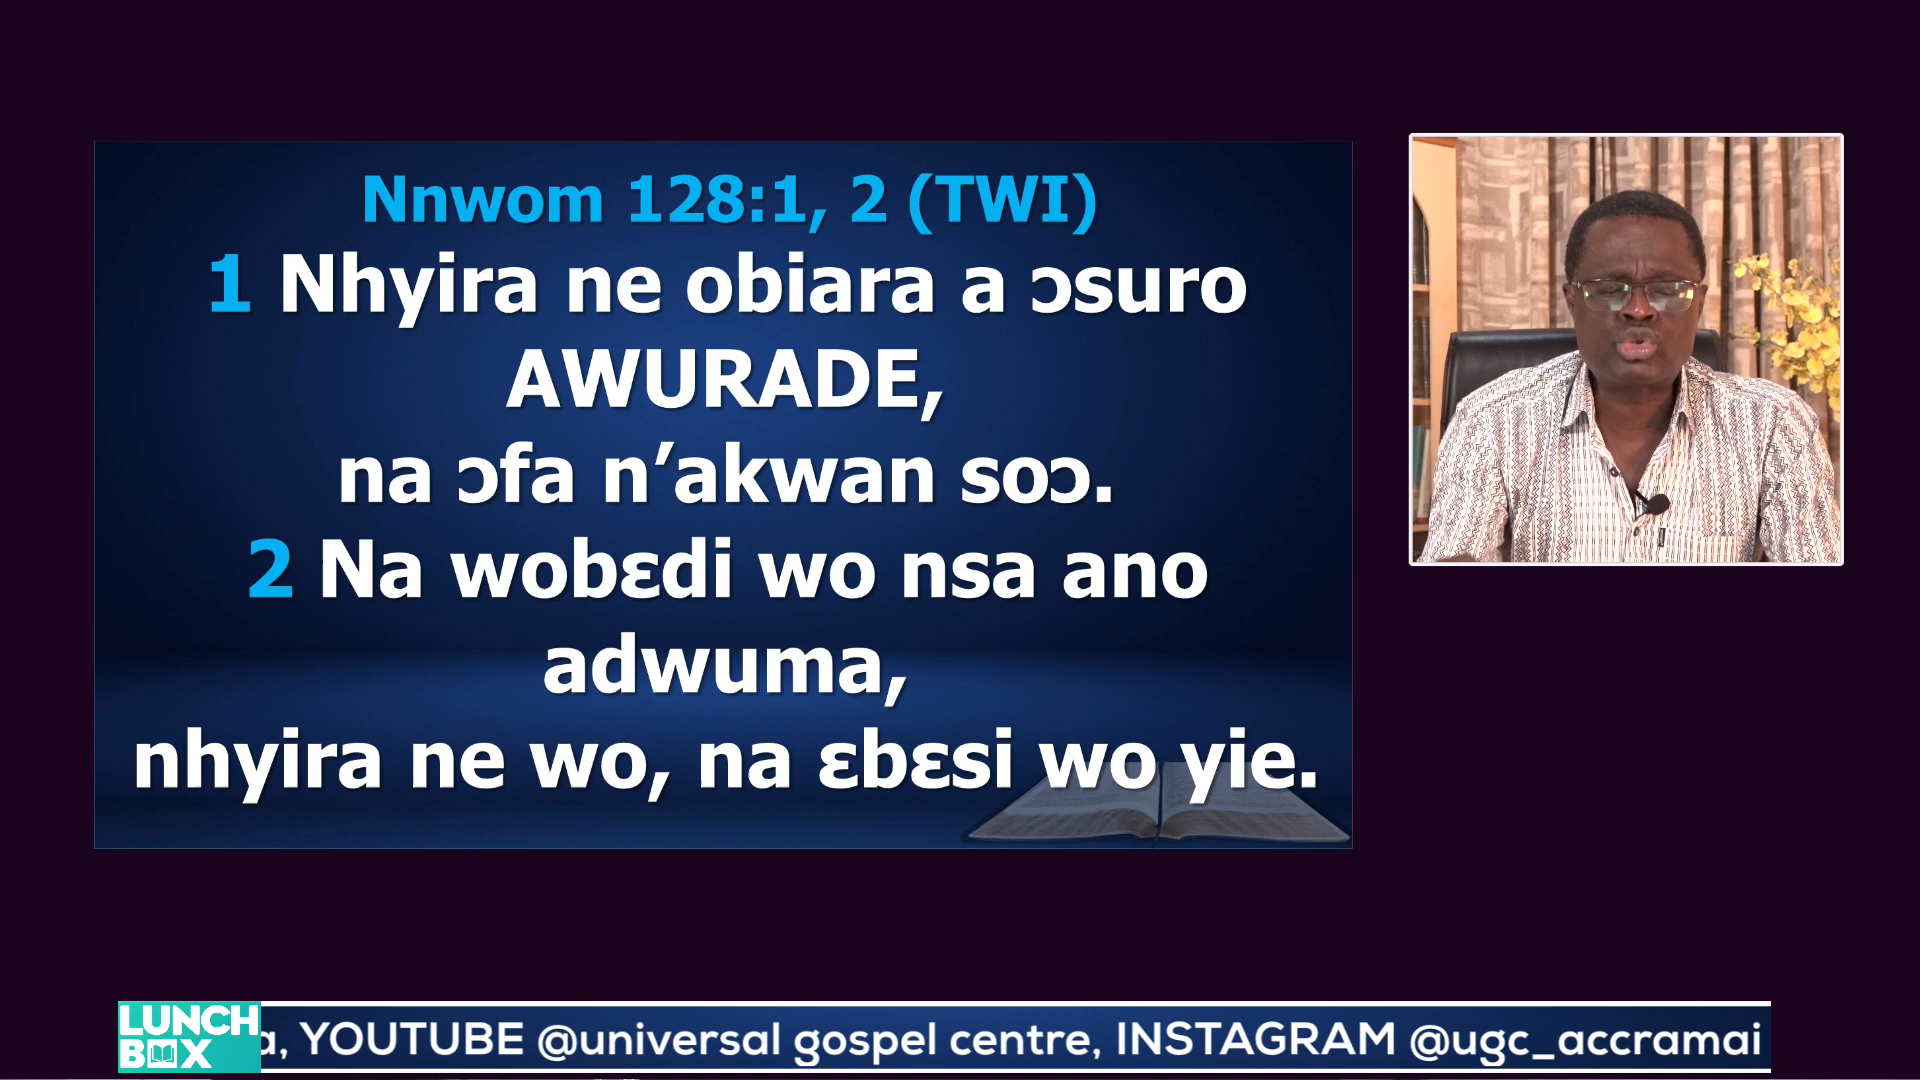 Nnwom 128:1, 2 (TWI)
1 Nhyira ne obiara a ɔsuro
AWURADE,
na ɔfa n’akwan soɔ.
2 Na wobɛdi wo nsa ano
adwuma,
nhyira ne wo, na ɛbɛsi wo yie.
LUNCH
BOX
a, YOUTUBE @universal gospel centre, INSTAGRAM @ugc_accramai